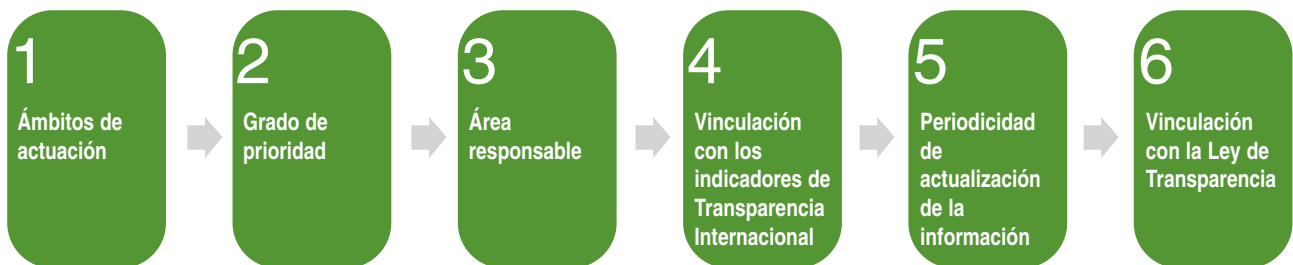 1
Ámbitos de
actuación
2
Grado de
prioridad
3
Área
responsable
4
Vinculación
con los
indicadores de
Transparencia
Internacional
5
Periodicidad
de
actualización
de la
información
6
Vinculación
con la Ley de
Transparencia